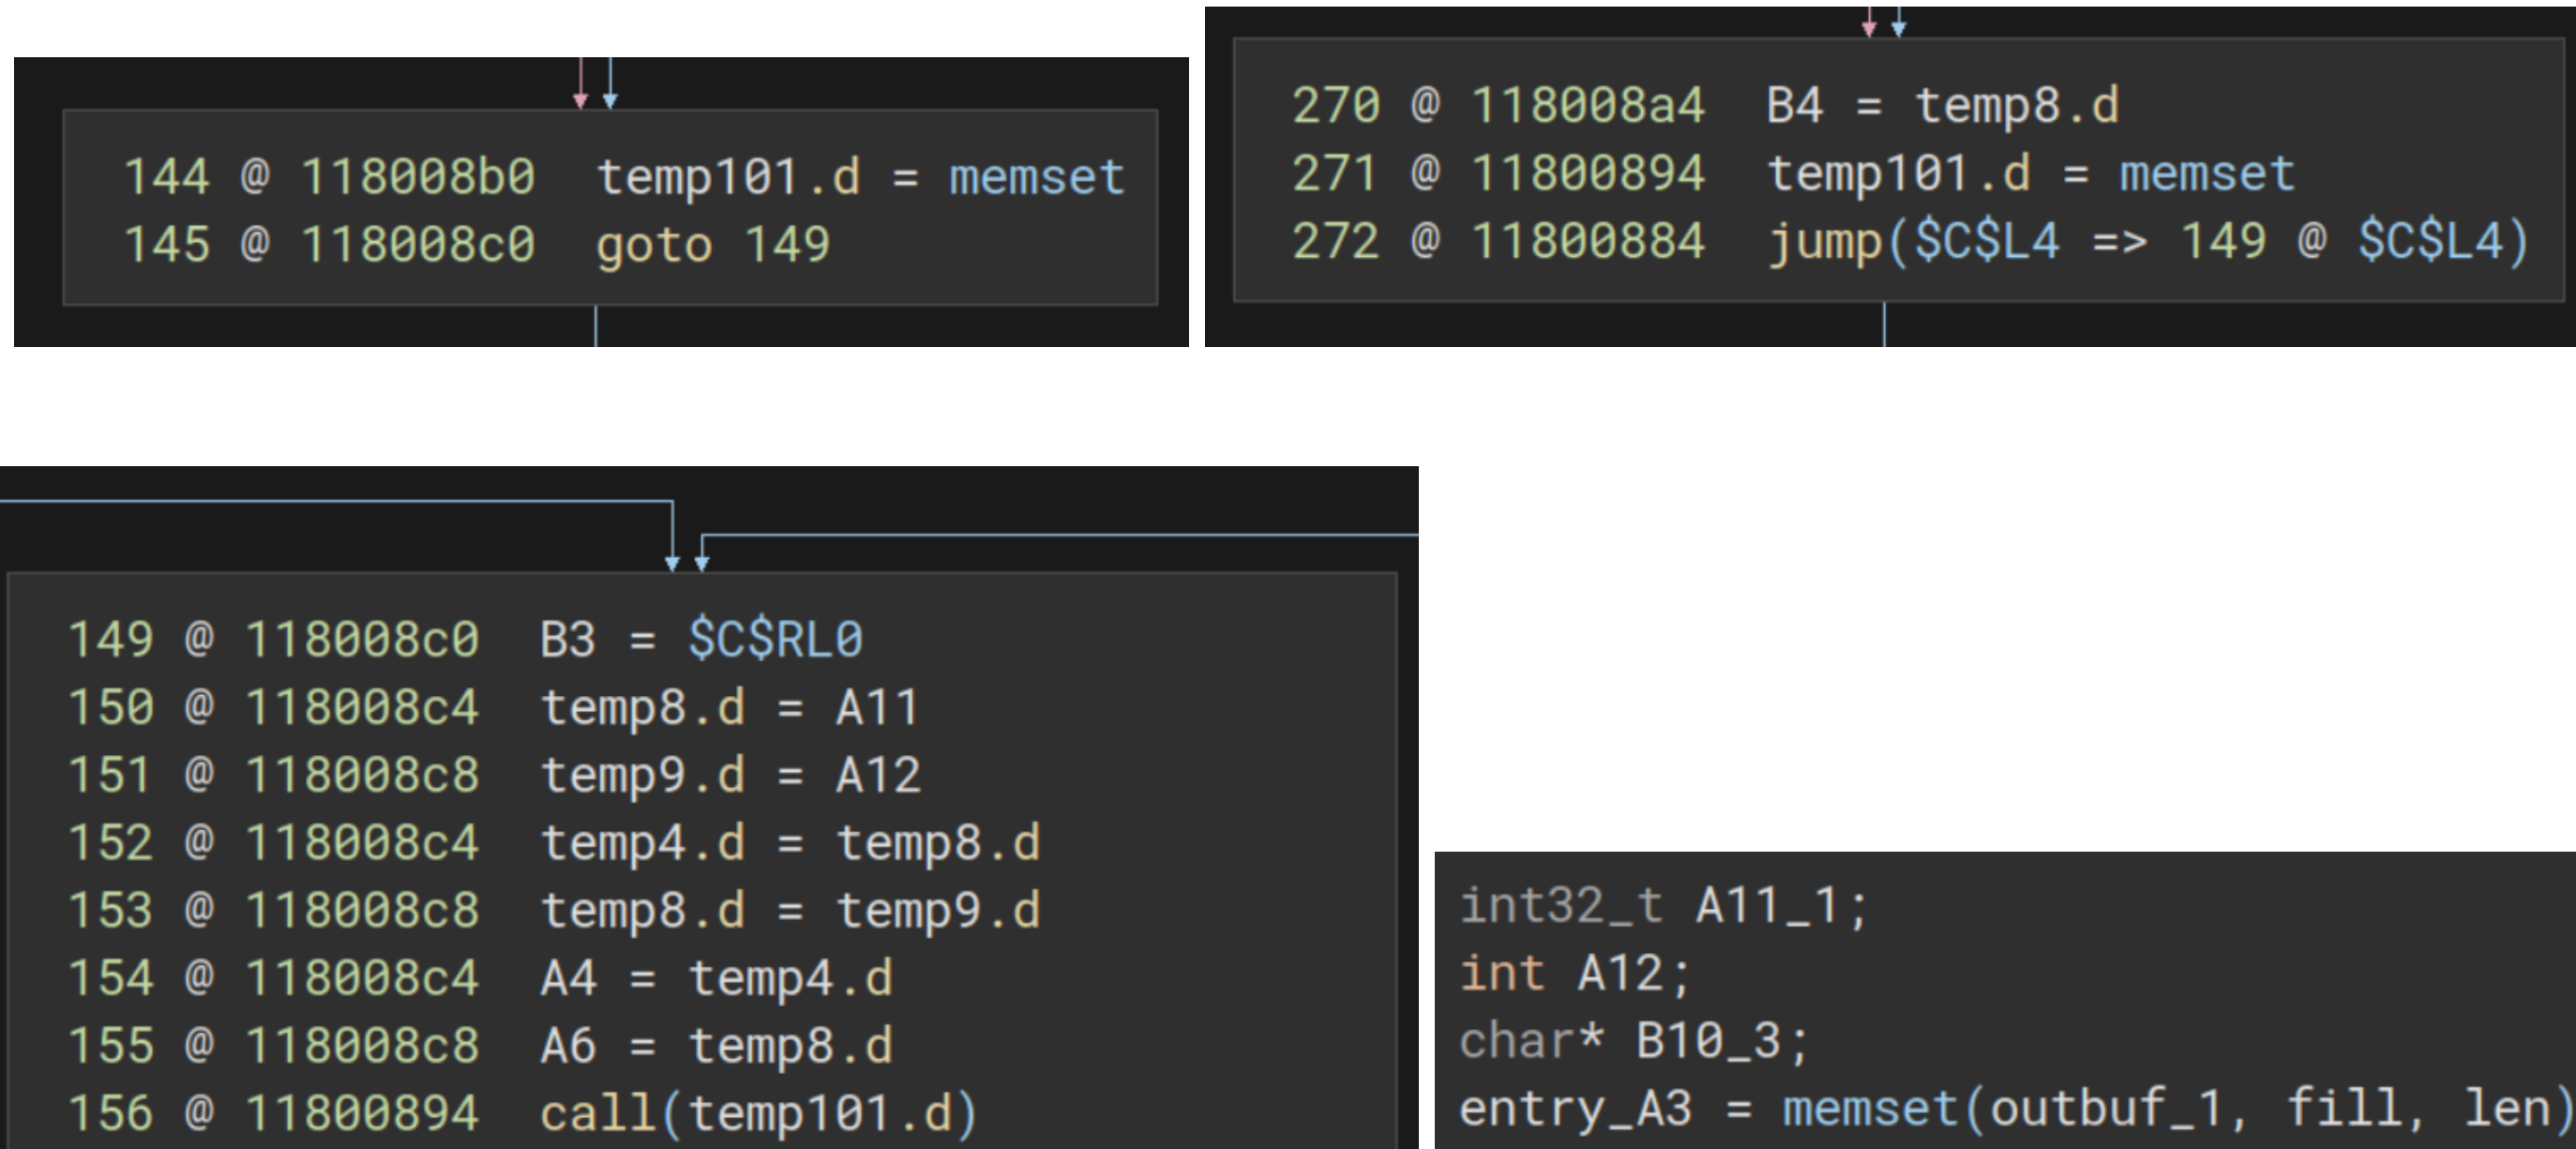 144 @ 118008b0  temp101.d = memset
145 @ 118008c0  goto 149
270 @ 118008a4  B4 = temp8.d
271 @ 11800894  temp101.d = memset
272 @ 11800884  jump($C$L4 => 149 @ $C$L4)
149 @ 118008c0  B3 = $C$RL0
150 @ 118008c4  temp8.d = A11
151 @ 118008c8  temp9.d = A12
152 @ 118008c4  temp4.d = temp8.d
153 @ 118008c8  temp8.d = temp9.d
154 @ 118008c4  A4 = temp4.d
155 @ 118008c8  A6 = temp8.d
156 @ 11800894  call(temp101.d)
int32_t A11_1;
int A12;
char* B10_3;
entry_A3 = memset(outbuf_1, fill, len)